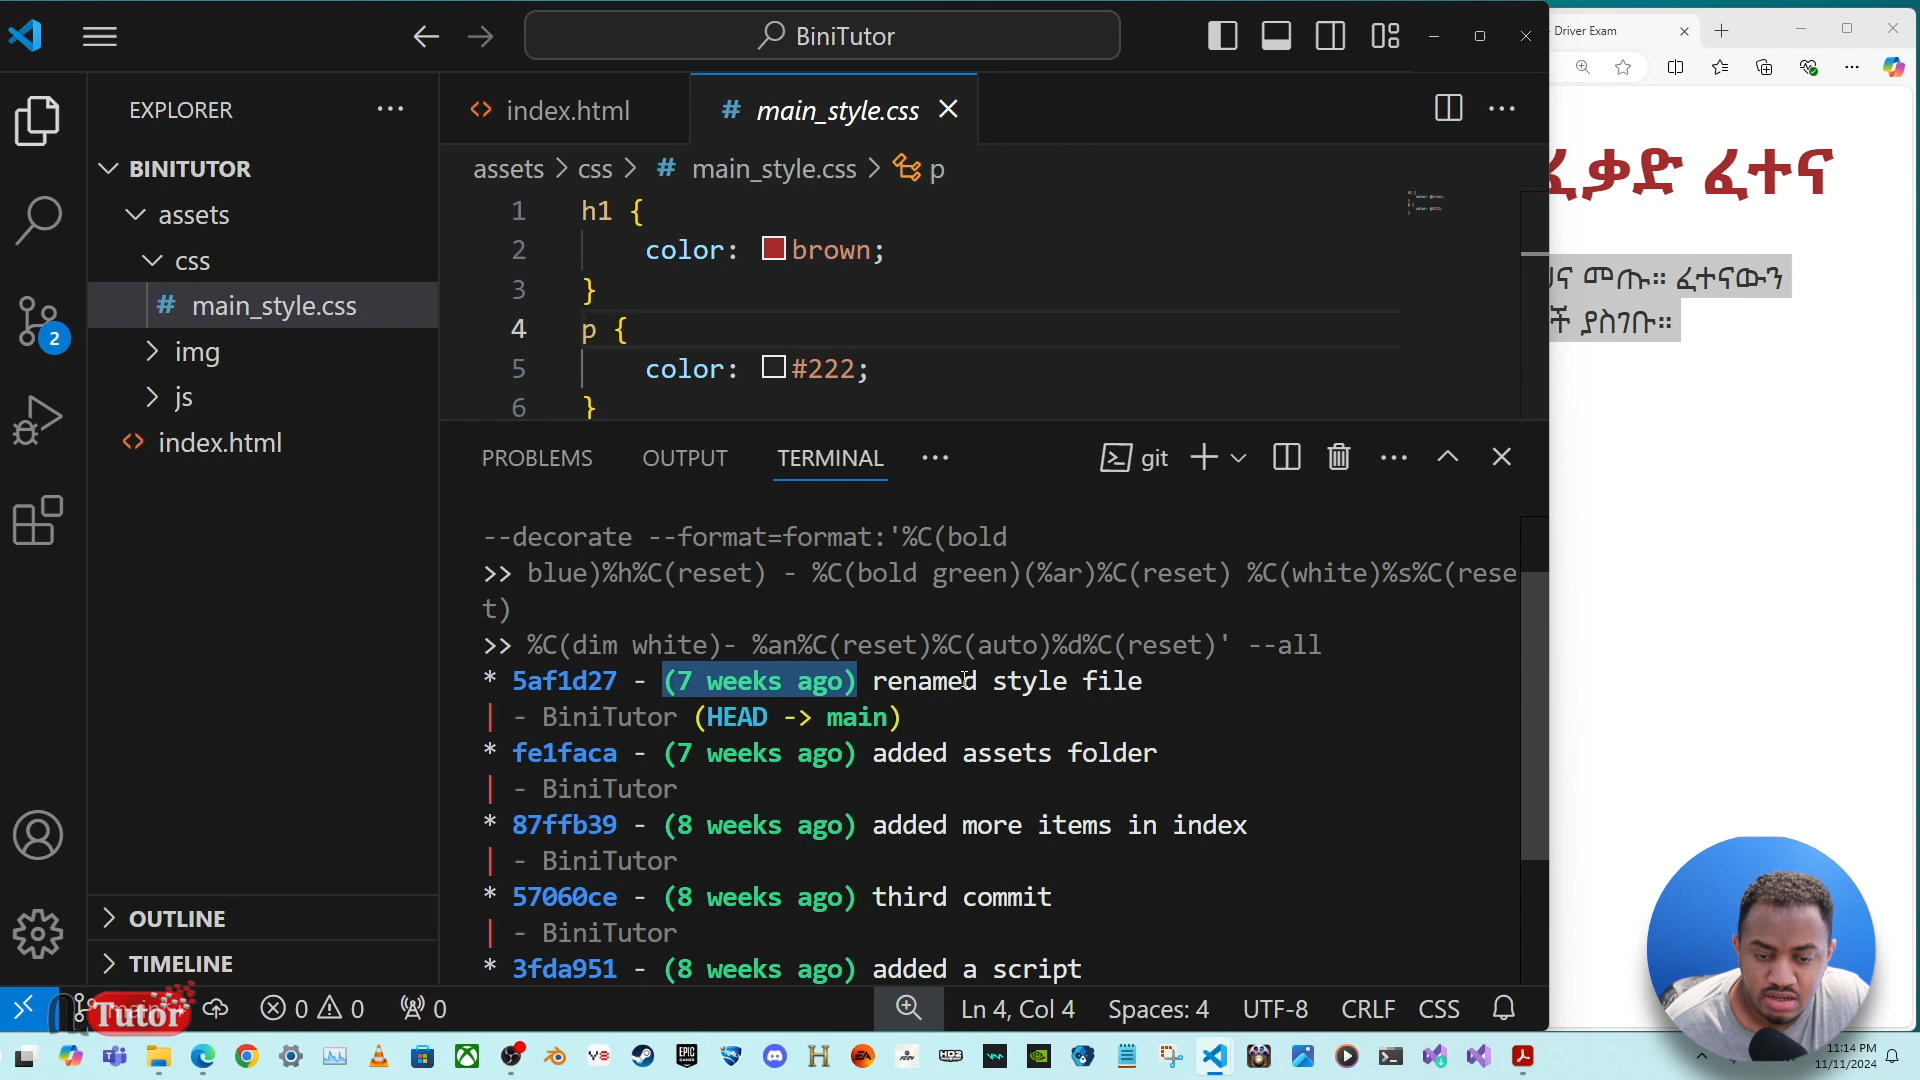 BiniTutor
Driver Exam
EXPLORER
index.html
# main_style.css
BINITUTOR
assets > css > # main_style.css > p
assets
1 h1 {
css
2 color: brown;
# main_style.css
3 }
img
4 p {
js
5 color: #222;
index.html
6 }
ፈቃድ ፈተና
ና መጡ። ፈተናውን
ች ያስገቡ።
PROBLEMS OUTPUT TERMINAL git
--decorate --format=format:'%C(bold
>> blue)%h%C(reset) - %C(bold green)(%ar)%C(reset) %C(white)%s%C(rese
t)
>> %C(dim white)- %an%C(reset)%C(auto)%d%C(reset)' --all
* 5af1d27 - (7 weeks ago) renamed style file
| - BiniTutor (HEAD -> main)
* fe1faca - (7 weeks ago) added assets folder
| - BiniTutor
* 87ffb39 - (8 weeks ago) added more items in index
| - BiniTutor
* 57060ce - (8 weeks ago) third commit
| - BiniTutor
* 3fda951 - (8 weeks ago) added a script
2
OUTLINE
TIMELINE
Tutor
0 0 0
Ln 4, Col 4 Spaces: 4 UTF-8 CRLF CSS
11:14 PM
11/11/2024